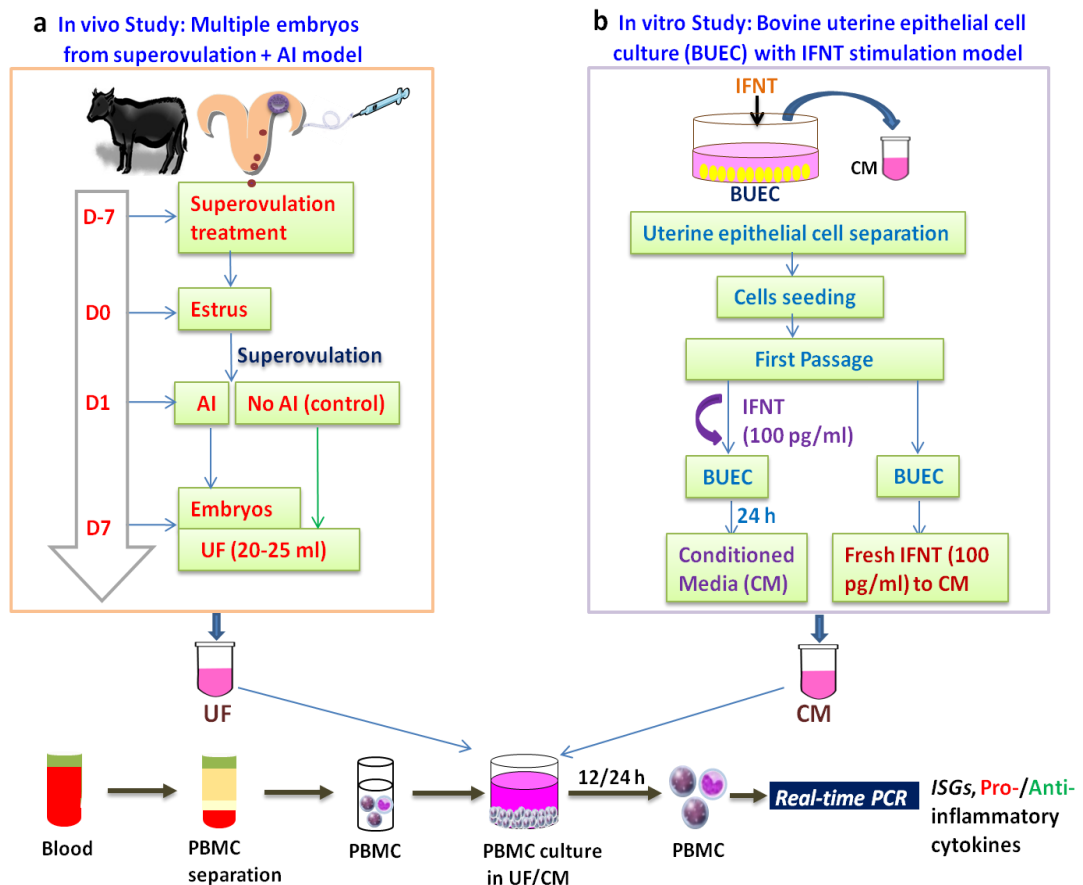 a In vivo Study: Multiple embryos
from superovulation + AI model
D-7
Superovulation
treatment
D0
Estrus
Superovulation
D1
AI
No AI (control)
D7
Embryos
UF (20-25 ml)
UF
b In vitro Study: Bovine uterine epithelial cell
culture (BUEC) with IFNT stimulation model
IFNT
CM
BUEC
Uterine epithelial cell separation
Cells seeding
First Passage
IFNT
(100 pg/ml)
BUEC
BUEC
24 h
Conditioned
Media (CM)
Fresh IFNT (100
pg/ml) to CM
CM
Blood
PBMC
separation
PBMC
PBMC culture
in UF/CM
12/24 h
PBMC
Real-time PCR
ISGs, Pro-/Anti-
inflammatory
cytokines